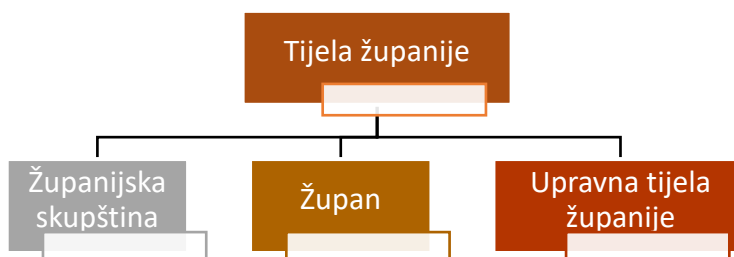 Tijela županije
Županijska
skupština
Župan
Upravna tijela
županije